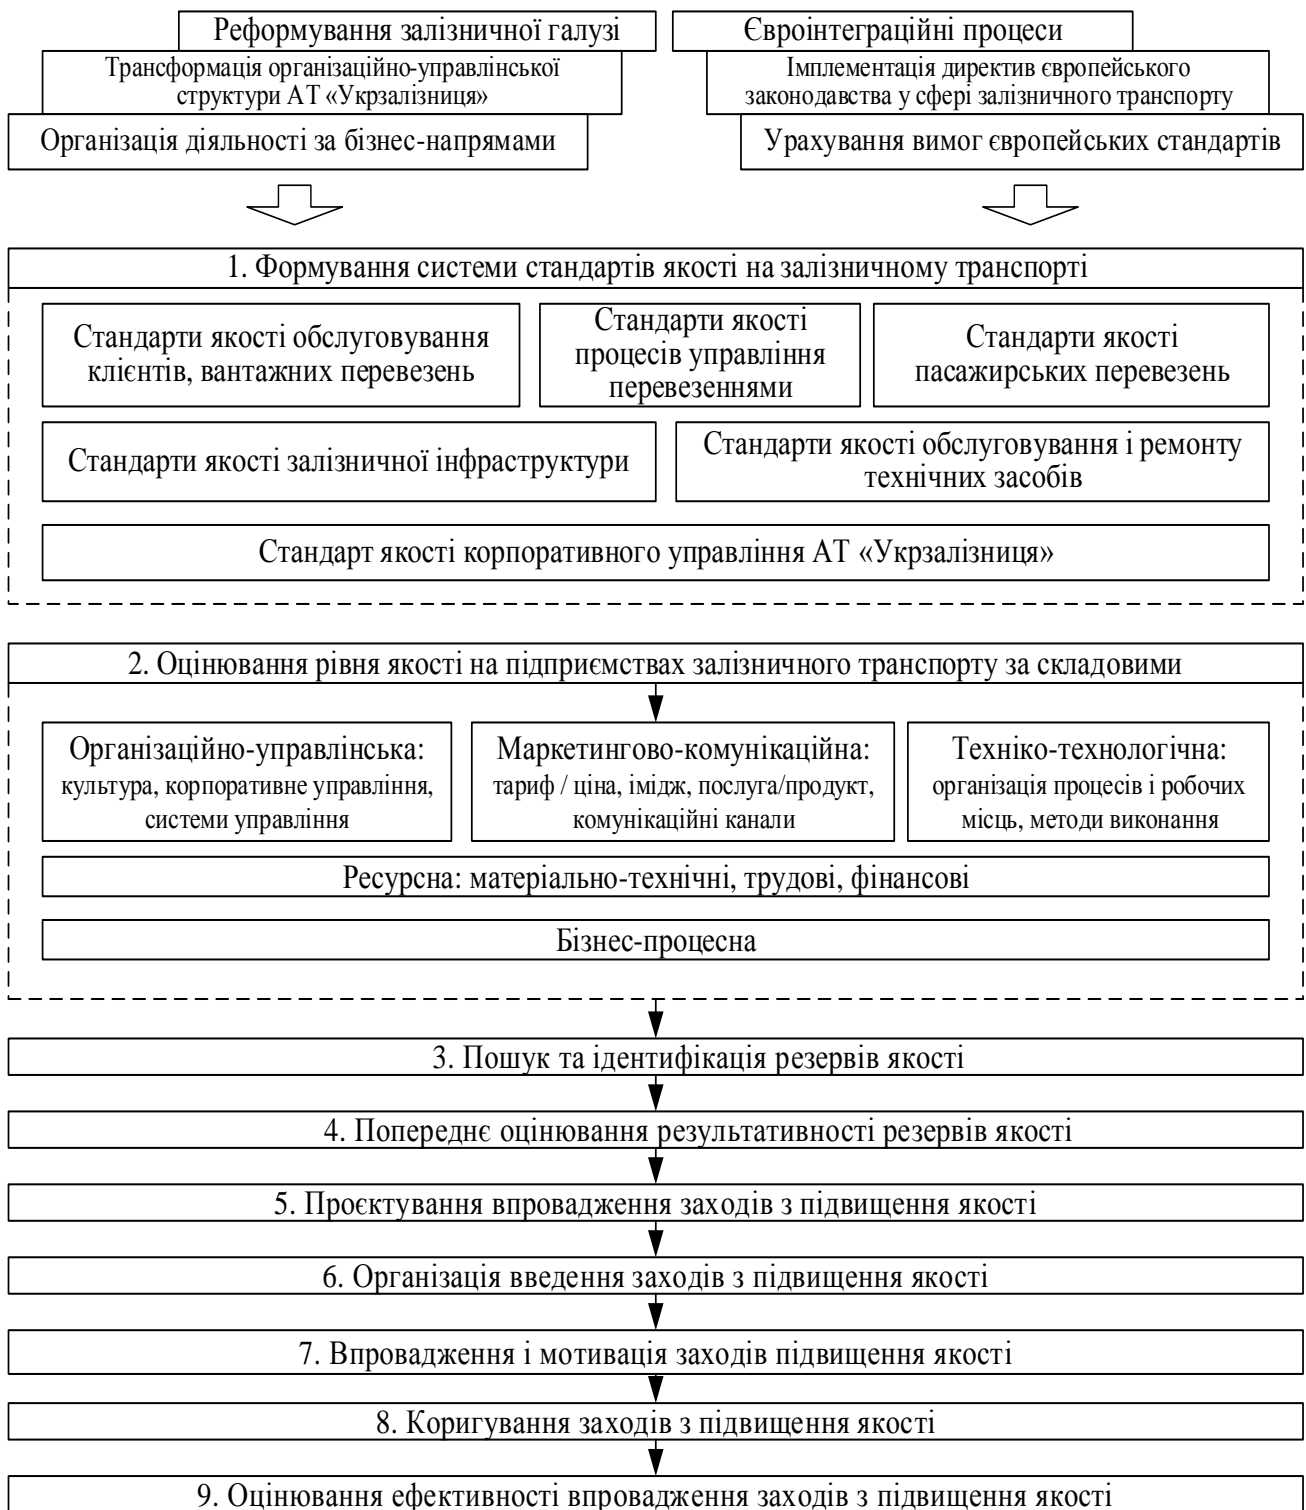 Реформування залізничної галузі
Трансформація організаційно-управлінської
структури АТ «Укрзалізниця»
Організація діяльності за бізнес-напрямами
Євроінтеграційні процеси
Імплементація директив європейського
законодавства у сфері залізничного транспорту
Урахування вимог європейських стандартів
1. Формування системи стандартів якості на залізничному транспорті
Стандарти якості обслуговування
клієнтів, вантажних перевезень
Стандарти якості
процесів управління
перевезеннями
Стандарти якості
пасажирських перевезень
Стандарти якості залізничної інфраструктури
Стандарти якості обслуговування і ремонту
технічних засобів
Стандарт якості корпоративного управління АТ «Укрзалізниця»
2. Оцінювання рівня якості на підприємствах залізничного транспорту за складовими
Організаційно-управлінська:
культура, корпоративне управління,
системи управління
Маркетингово-комунікаційна:
тариф / ціна, імідж, послуга/продукт,
комунікаційні канали
Техніко-технологічна:
організація процесів і робочих
місць, методи виконання
Ресурсна: матеріально-технічні, трудові, фінансові
Бізнес-процесна
3. Пошук та ідентифікація резервів якості
4. Попереднє оцінювання результативності резервів якості
5. Проєктування впровадження заходів з підвищення якості
6. Організація введення заходів з підвищення якості
7. Впровадження і мотивація заходів підвищення якості
8. Коригування заходів з підвищення якості
9. Оцінювання ефективності впровадження заходів з підвищення якості